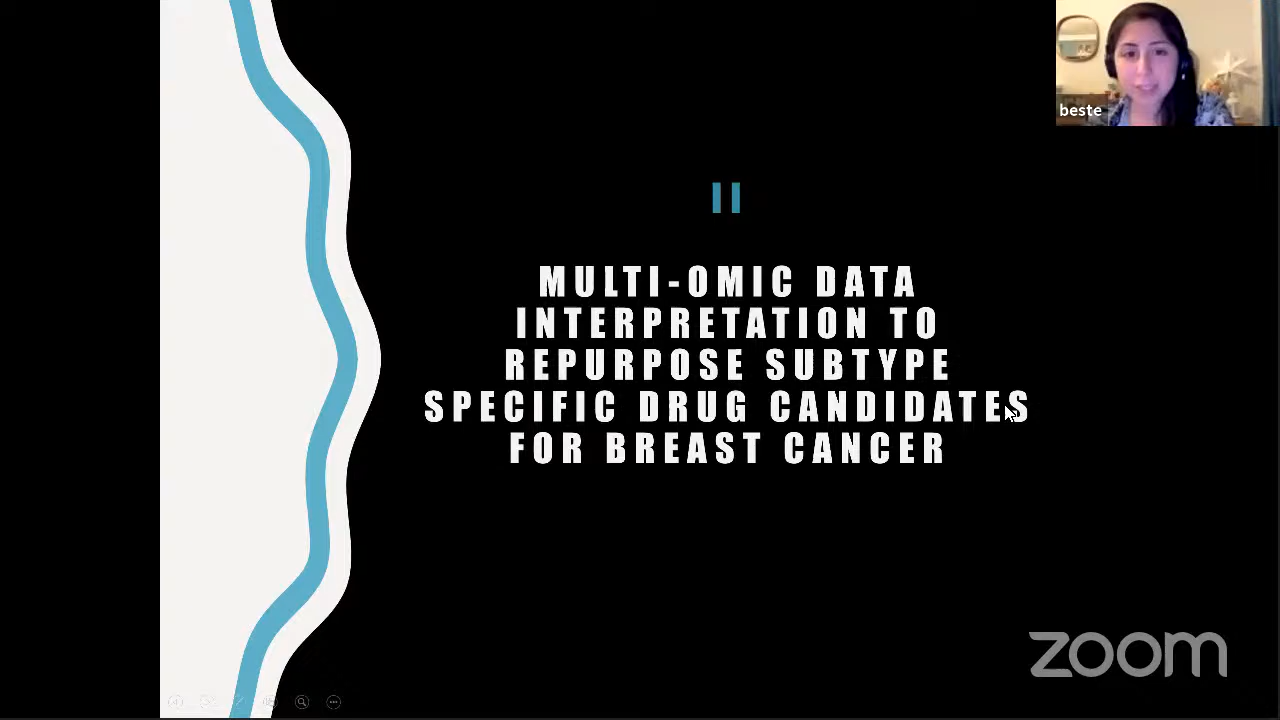 beste
II
MULTI-OMIC DATA
INTERPRETATION TO
REPURPOSE SUBTYPE
SPECIFIC DRUG CANDIDATES
FOR BREAST CANCER
zoom